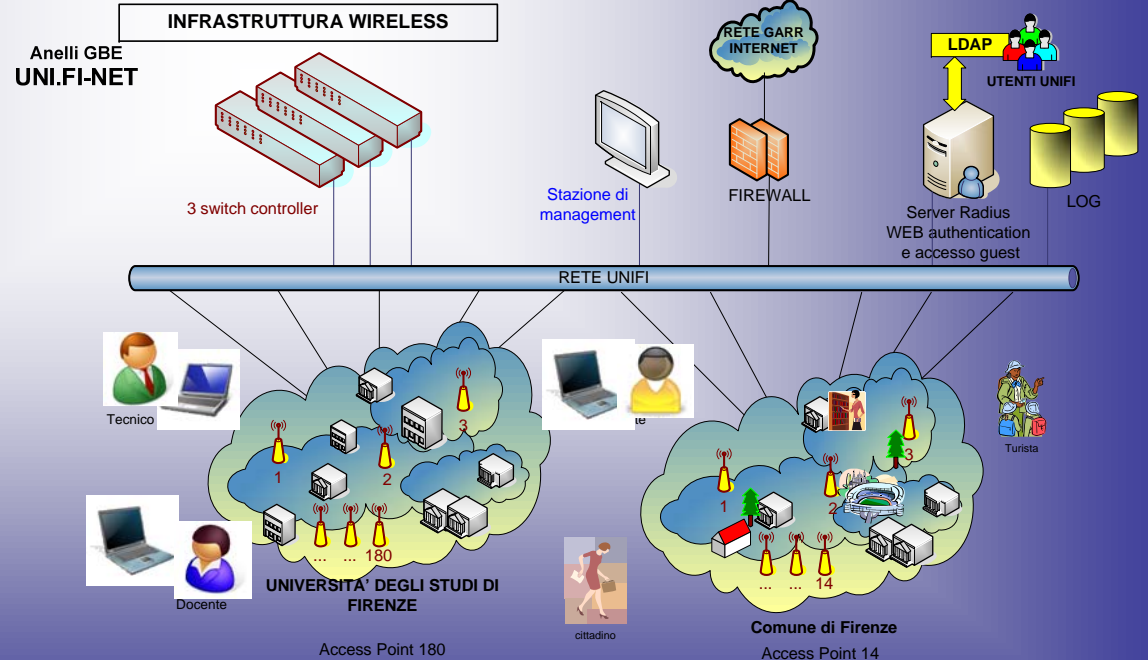 INFRASTRUTTURA WIRELESS
Anelli GBE
UNI.FI-NET
RETE GARR
INTERNET
LDAP
UTENTI UNIFI
3 switch controller
Stazione di
management
FIREWALL
Server Radius
WEB authentication
e accesso guest
LOG
RETE UNIFI
Tecnico
te
Turista
1
2
3
... ... 180
1
2
3
... ... 14
Docente
UNIVERSITA' DEGLI STUDI DI
FIRENZE
Access Point 180
cittadino
Comune di Firenze
Access Point 14